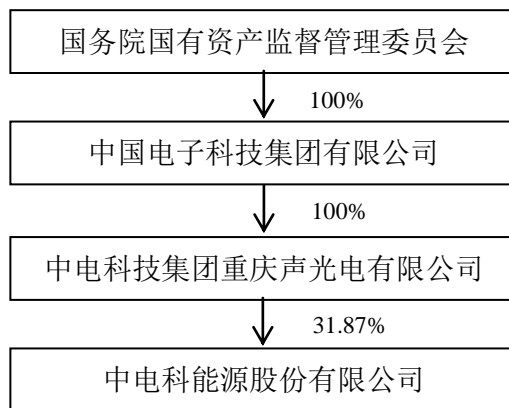 国务院国有资产监督管理委员会
100%
中国电子科技集团有限公司
100%
中电科技集团重庆声光电有限公司
31.87%
中电科能源股份有限公司